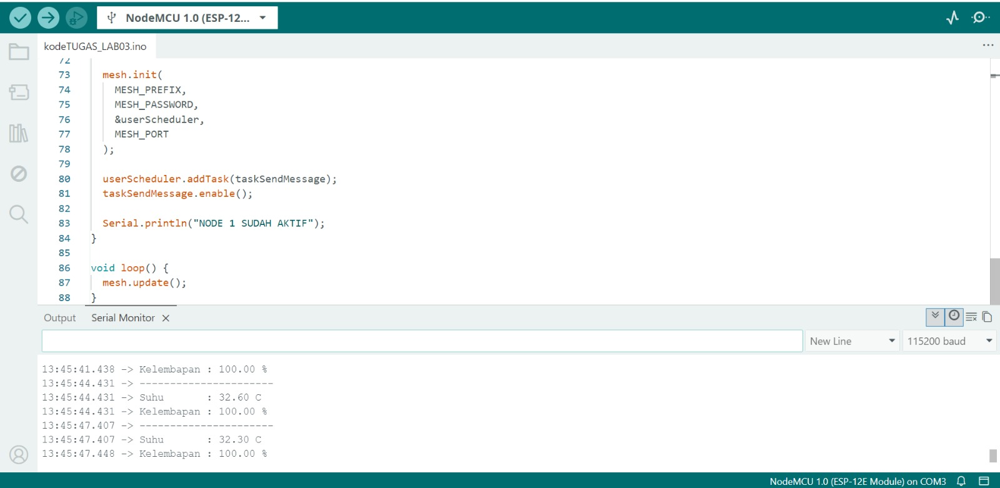 NodeMCU 1.0 (ESP-12...
kodeTUGAS_LAB03.ino
72
73 mesh.init(
74 MESH_PREFIX,
75 MESH_PASSWORD,
76 &userScheduler,
77 MESH_PORT
78 );
79
80 userScheduler.addTask(taskSendMessage);
81 taskSendMessage.enable();
82
83 Serial.println("NODE 1 SUDAH AKTIF");
84 }
85
86 void loop() {
87 mesh.update();
88 }
Output Serial Monitor
New Line 115200 baud
13:45:41.438 -> Kelembapan : 100.00 %
13:45:44.431 -> ----------------------
13:45:44.431 -> Suhu       : 32.60 C
13:45:44.431 -> Kelembapan : 100.00 %
13:45:47.407 -> ----------------------
13:45:47.407 -> Suhu       : 32.30 C
13:45:47.448 -> Kelembapan : 100.00 %
NodeMCU 1.0 (ESP-12E Module) on COM3